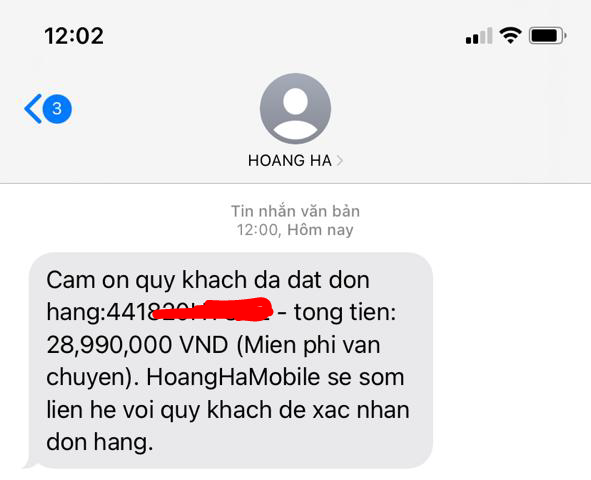 12:02
3
HOANG HA
Tin nhắn văn bản
12:00, Hôm nay
Cam on quy khach da dat don
hang:441 - tong tien:
28,990,000 VND (Mien phi van
chuyen). HoangHaMobile se som
lien he voi quy khach de xac nhan
don hang.